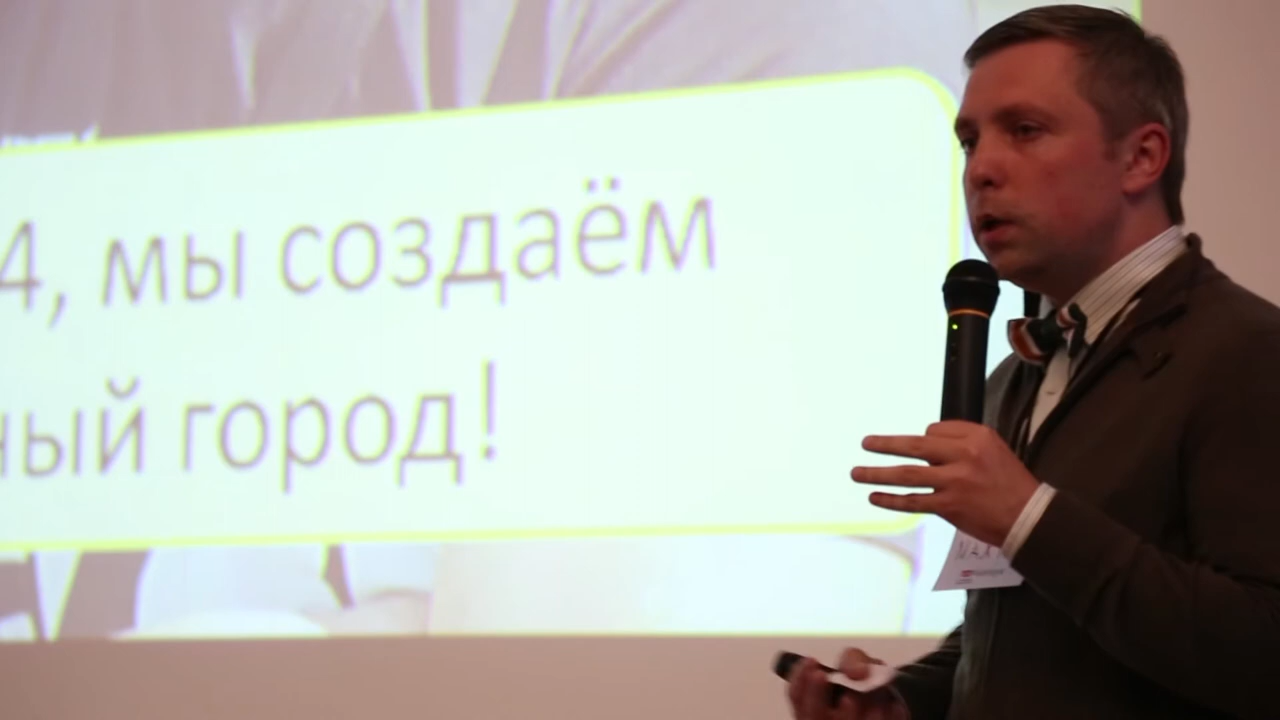 4, мы создаём
ный город!